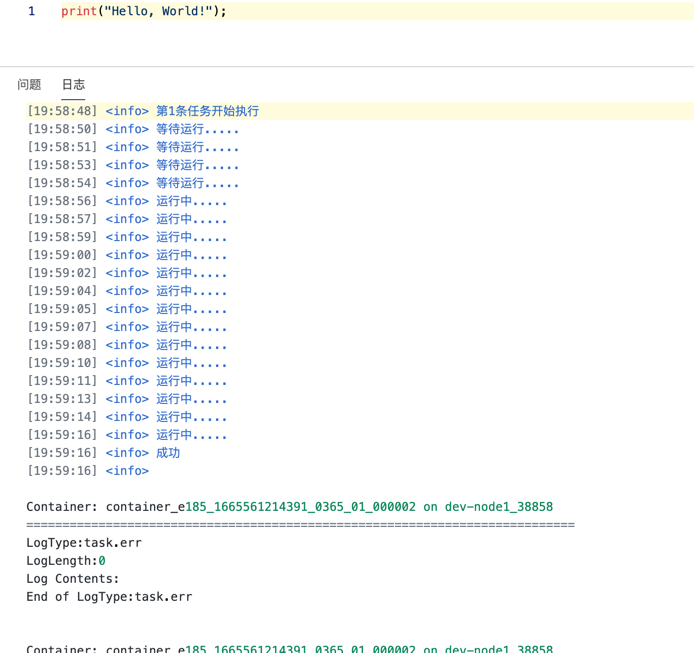 1 print("Hello, World!");
问题 日志
[19:58:48] <info> 第1条任务开始执行
[19:58:50] <info> 等待运行.....
[19:58:51] <info> 等待运行.....
[19:58:53] <info> 等待运行.....
[19:58:54] <info> 等待运行.....
[19:58:56] <info> 运行中.....
[19:58:57] <info> 运行中.....
[19:58:59] <info> 运行中.....
[19:59:00] <info> 运行中.....
[19:59:02] <info> 运行中.....
[19:59:04] <info> 运行中.....
[19:59:05] <info> 运行中.....
[19:59:07] <info> 运行中.....
[19:59:08] <info> 运行中.....
[19:59:10] <info> 运行中.....
[19:59:11] <info> 运行中.....
[19:59:13] <info> 运行中.....
[19:59:14] <info> 运行中.....
[19:59:16] <info> 运行中.....
[19:59:16] <info> 成功
[19:59:16] <info>
Container: container_e185_1665561214391_0365_01_000002 on dev-node1_38858
============================================================================
LogType:task.err
LogLength:0
Log Contents:
End of LogType:task.err
Container: container_e185_1665561214391_0365_01_000002 on dev-node1_38858